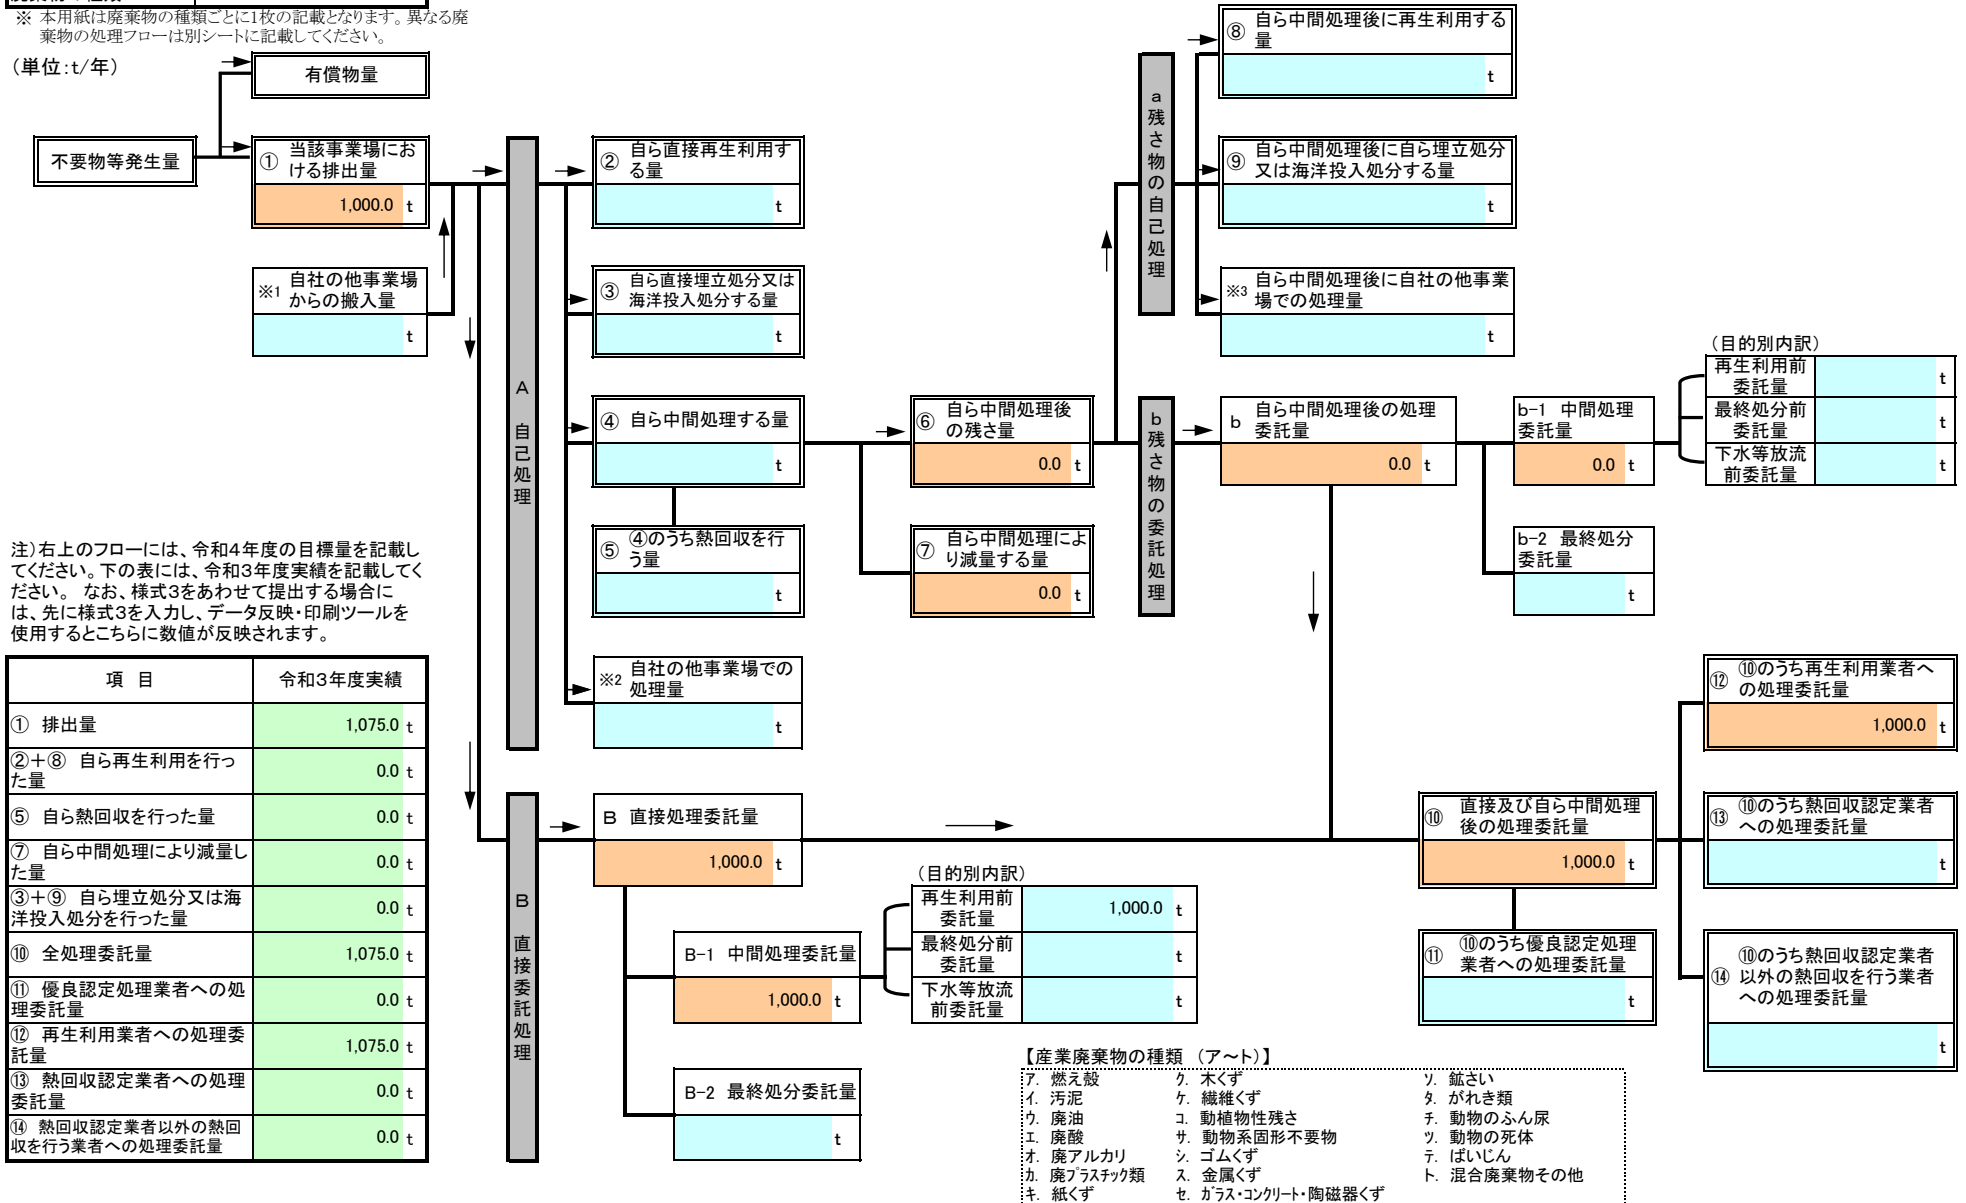 ※ 本用紙は廃棄物の種類ごとに1枚の記載となります。異なる廃
棄物の処理フローは別シートに記載してください。
(単位:t/年)
有償物量
不要物等発生量
① 当該事業場にお
ける排出量
1,000.0 t
※1 自社の他事業場
からの搬入量
t
A 自己処理
② 自ら直接再生利用す
る量
t
③ 自ら直接埋立処分又は
海洋投入処分する量
t
④ 自ら中間処理する量
t
⑤ ④のうち熱回収を行
う量
t
※2 自社の他事業場での
処理量
t
⑥ 自ら中間処理後
の残さ量
0.0 t
⑦ 自ら中間処理によ
り減量する量
0.0 t
a 残さ物の自己処理
⑧ 自ら中間処理後に再生利用する
量
t
⑨ 自ら中間処理後に自ら埋立処分
又は海洋投入処分する量
t
※3 自ら中間処理後に自社の他事業
場での処理量
t
b 残さ物の委託処理
b 自ら中間処理後の処理
委託量
0.0 t
b-1 中間処理
委託量
0.0 t
b-2 最終処分
委託量
t
(目的別内訳)
再生利用前
委託量
t
最終処分前
委託量
t
下水等放流
前委託量
t
注)右上のフローには、令和4年度の目標量を記載し
てください。下の表には、令和3年度実績を記載してく
ださい。 なお、様式3をあわせて提出する場合に
は、先に様式3を入力し、データ反映・印刷ツールを
使用するとこちらに数値が反映されます。
項 目 令和3年度実績
① 排出量 1,075.0 t
②+⑧ 自ら再生利用を行っ
た量 0.0 t
⑤ 自ら熱回収を行った量 0.0 t
⑦ 自ら中間処理により減量し
た量 0.0 t
③+⑨ 自ら埋立処分又は海
洋投入処分を行った量 0.0 t
⑩ 全処理委託量 1,075.0 t
⑪ 優良認定処理業者への処
理委託量 0.0 t
⑫ 再生利用業者への処理委
託量 1,075.0 t
⑬ 熱回収認定業者への処理
委託量 0.0 t
⑭ 熱回収認定業者以外の熱回
収を行う業者への処理委託量 0.0 t
B 直接委託処理
B 直接処理委託量
1,000.0 t
B-1 中間処理委託量
1,000.0 t
B-2 最終処分委託量
t
(目的別内訳)
再生利用前
委託量
1,000.0 t
最終処分前
委託量
t
下水等放流
前委託量
t
⑩ 直接及び自ら中間処理
後の処理委託量
1,000.0 t
⑪ ⑩のうち優良認定処理
業者への処理委託量
t
⑫ ⑩のうち再生利用業者へ
の処理委託量
1,000.0 t
⑬ ⑩のうち熱回収認定業者
への処理委託量
t
⑭ ⑩のうち熱回収認定業者
以外の熱回収を行う業者
への処理委託量
t
【産業廃棄物の種類 (ア~ト)】
ア. 燃え殻 ク. 木くず ソ. 鉱さい
イ. 汚泥 ケ. 繊維くず タ. がれき類
ウ. 廃油 コ. 動植物性残さ チ. 動物のふん尿
エ. 廃酸 サ. 動物系固形不要物 ツ. 動物の死体
オ. 廃アルカリ シ. ゴムくず テ. ばいじん
カ. 廃プラスチック類 ス. 金属くず ト. 混合廃棄物その他
キ. 紙くず セ. ガラス・コンクリート・陶磁器くず